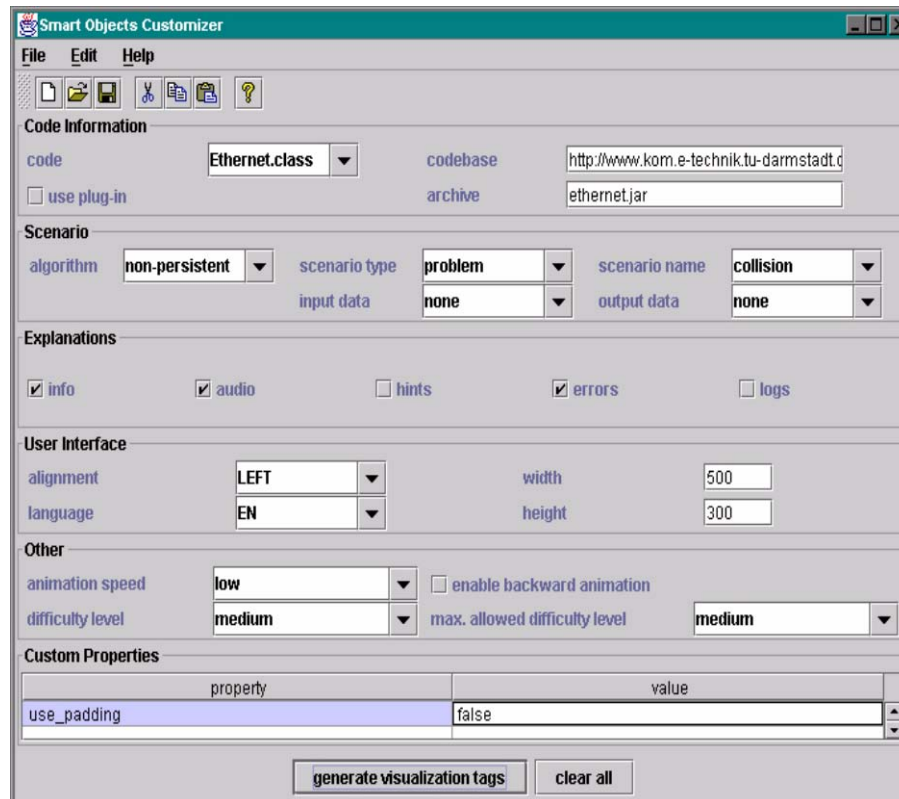 Smart Objects Customizer
File Edit Help
Code Information
code Ethernet.class codebase http://www.kom.e-technik.tu-darmstadt.
use plug-in archive ethernet.jar
Scenario
algorithm non-persistent scenario type problem scenario name collision
input data none output data none
Explanations
info audio hints errors logs
User Interface
alignment LEFT width 500
language EN height 300
Other
animation speed low enable backward animation
difficulty level medium max. allowed difficulty level medium
Custom Properties
property value
use_padding false
generate visualization tags clear all